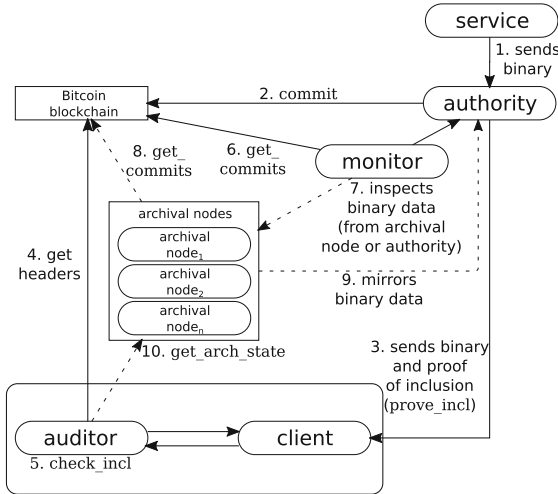 service
1. sends
binary
Bitcoin
blockchain
2. commit
authority
8. get_
commits
6. get_
commits
monitor
7. inspects
binary data
(from archival
node or authority)
archival nodes
archival
node1
archival
node2
archival
noden
4. get
headers
9. mirrors
binary data
10. get_arch_state
3. sends binary
and proof
of inclusion
(prove_incl)
auditor
client
5. check_incl